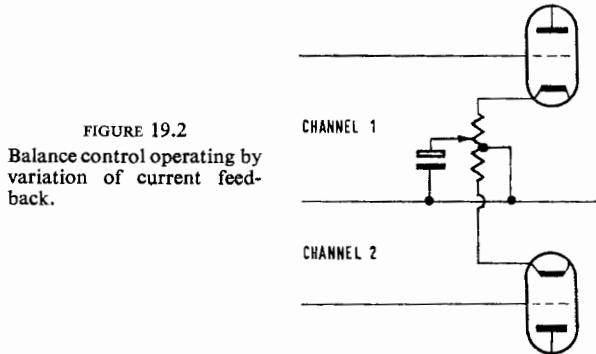 FIGURE 19.2
Balance control operating by
variation of current feed-
back.
CHANNEL 1
CHANNEL 2